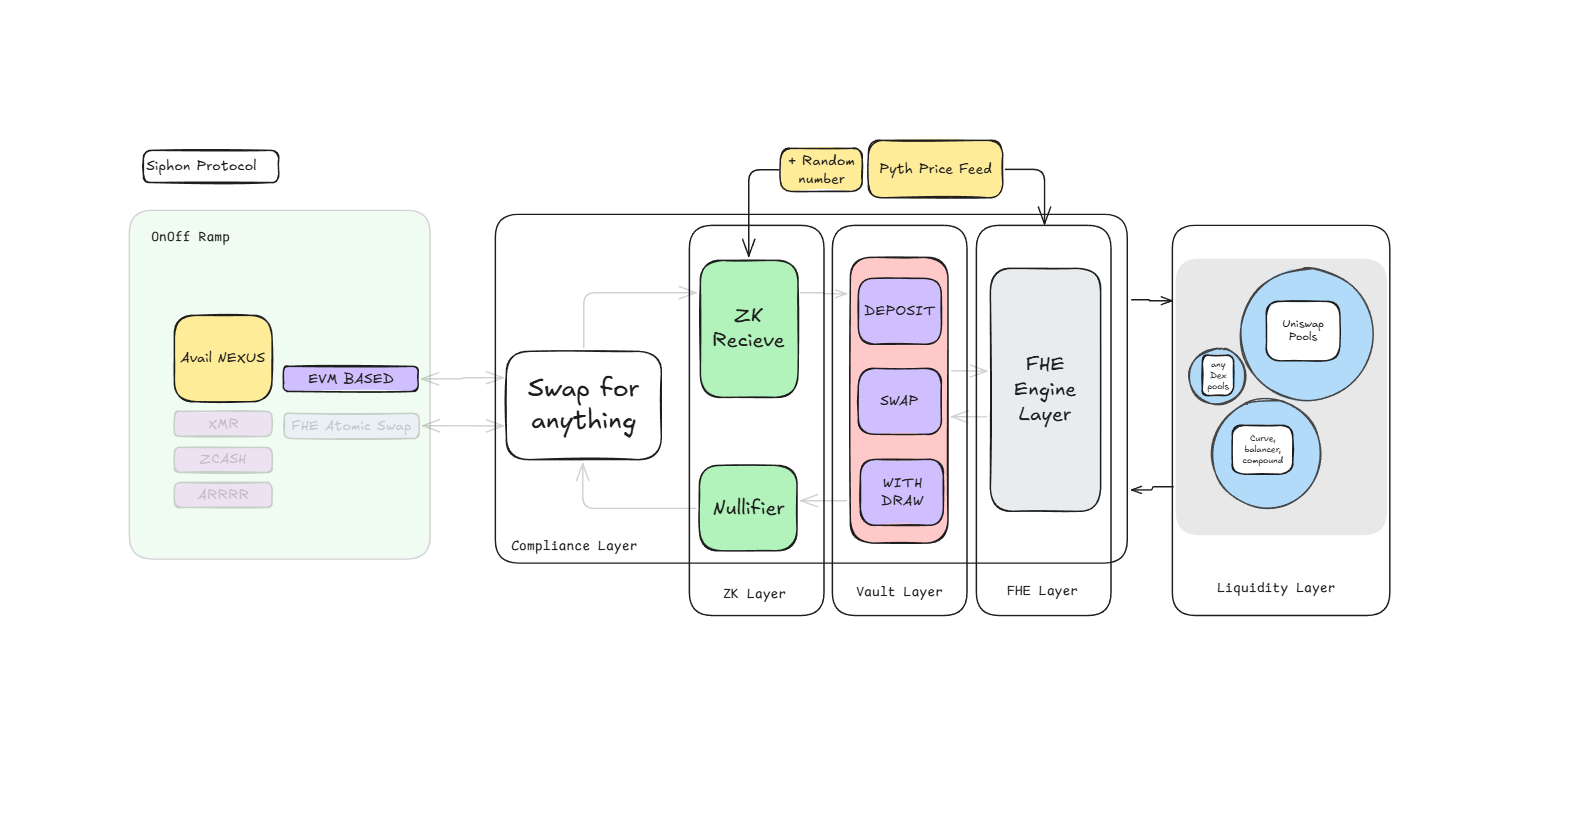 Siphon Protocol
OnOff Ramp
Avail NEXUS
EVM BASED
XMR
FHE Atomic Swap
ZCASH
ARRRR
+ Random
number
Pyth Price Feed
Swap for
anything
Compliance Layer
ZK
Recieve
Nullifier
ZK Layer
DEPOSIT
SWAP
WITH
DRAW
Vault Layer
FHE
Engine
Layer
FHE Layer
Uniswap
Pools
any
Dex
pools
Curve,
balancer,
compound
Liquidity Layer